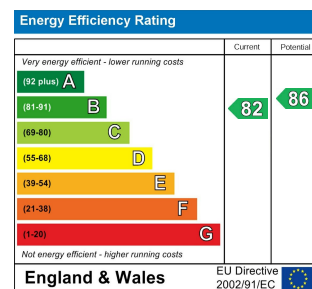 Energy Efficiency Rating
Current Potential
Very energy efficient - lower running costs
(92 plus) A
(81-91) B
82 86
(69-80) C
(55-68) D
(39-54) E
(21-38) F
(1-20) G
Not energy efficient - higher running costs
England & Wales
EU Directive
2002/91/EC